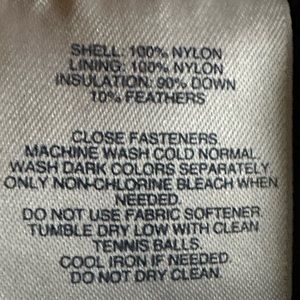 SHELL: 100% NYLON
LINING: 100% NYLON
INSULATION: 90% DOWN
10% FEATHERS
CLOSE FASTENERS.
MACHINE WASH COLD NORMAL.
WASH DARK COLORS SEPARATELY.
ONLY NON-CHLORINE BLEACH WHEN
NEEDED.
DO NOT USE FABRIC SOFTENER.
TUMBLE DRY LOW WITH CLEAN
TENNIS BALLS.
COOL IRON IF NEEDED.
DO NOT DRY CLEAN.